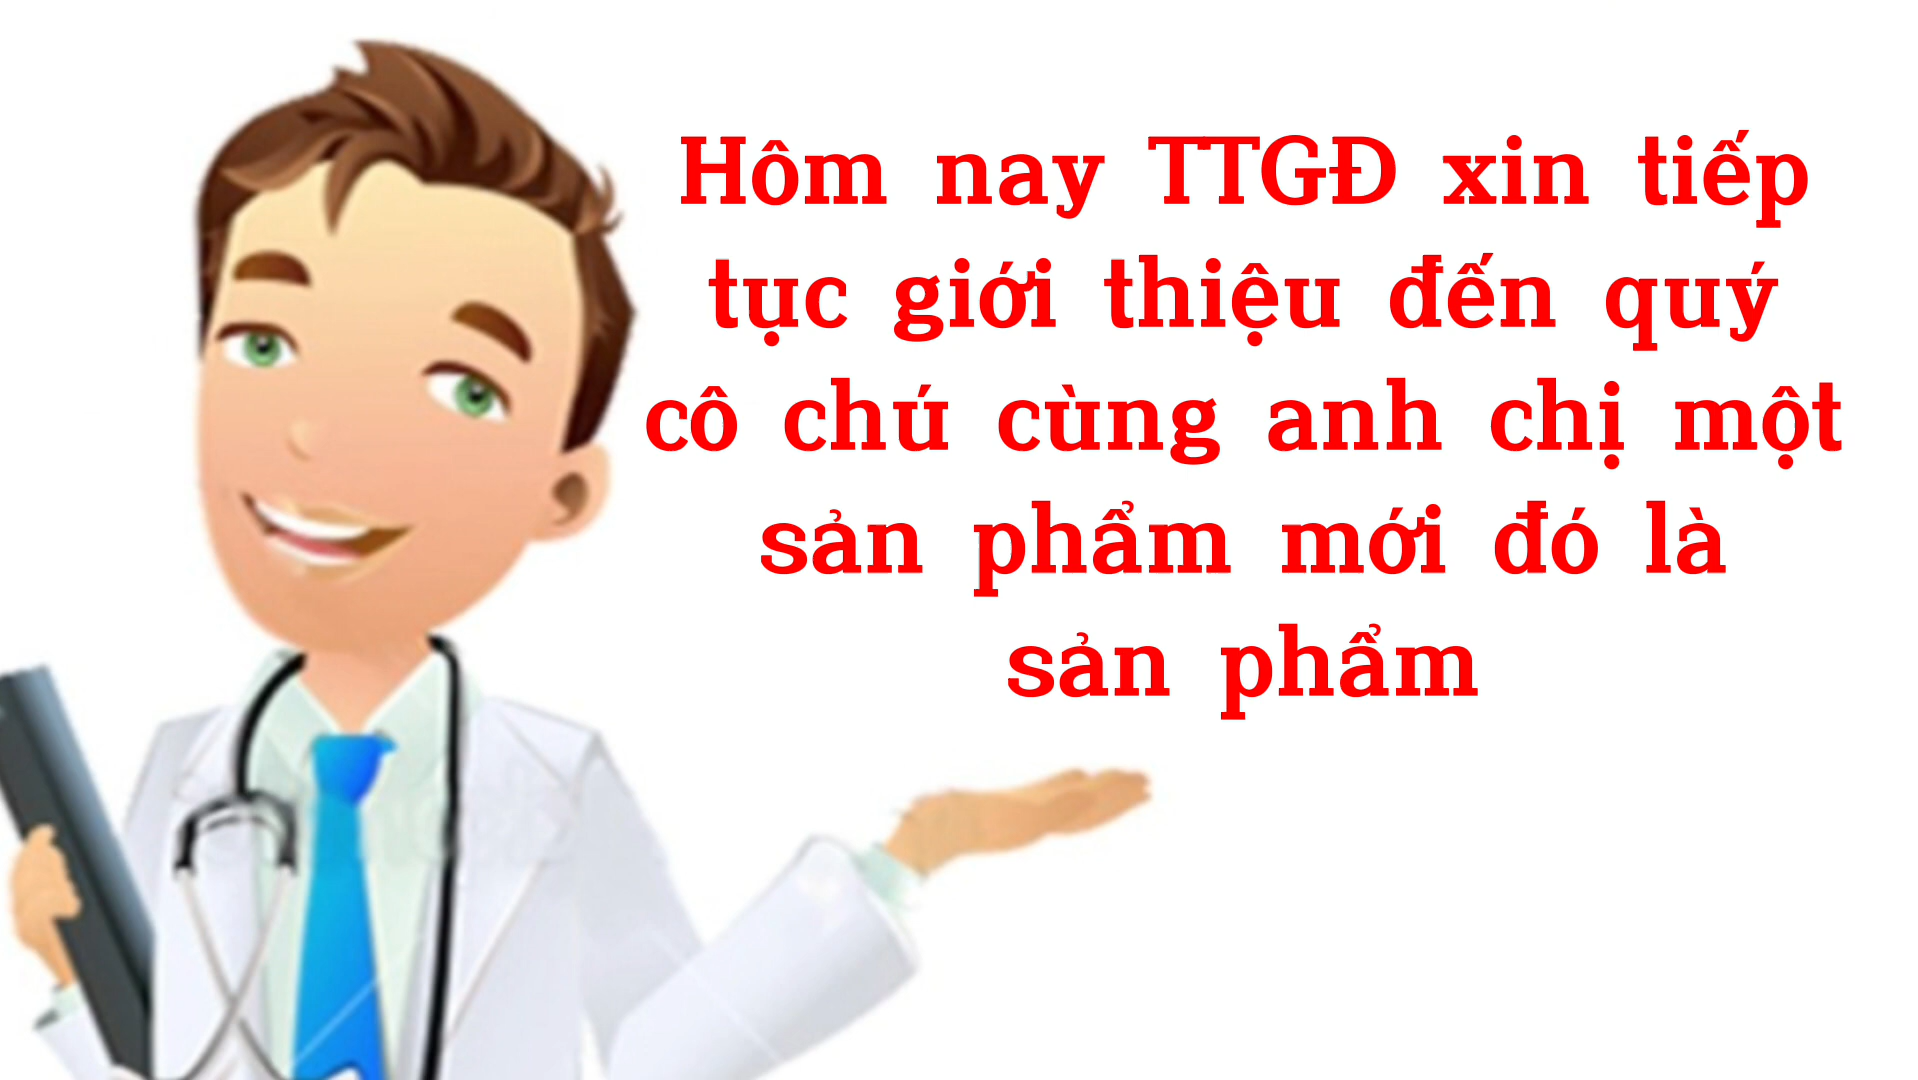 Hôm nay TTGĐ xin tiếp
tục giới thiệu đến quý
cô chú cùng anh chị một
sản phẩm mới đó là
sản phẩm